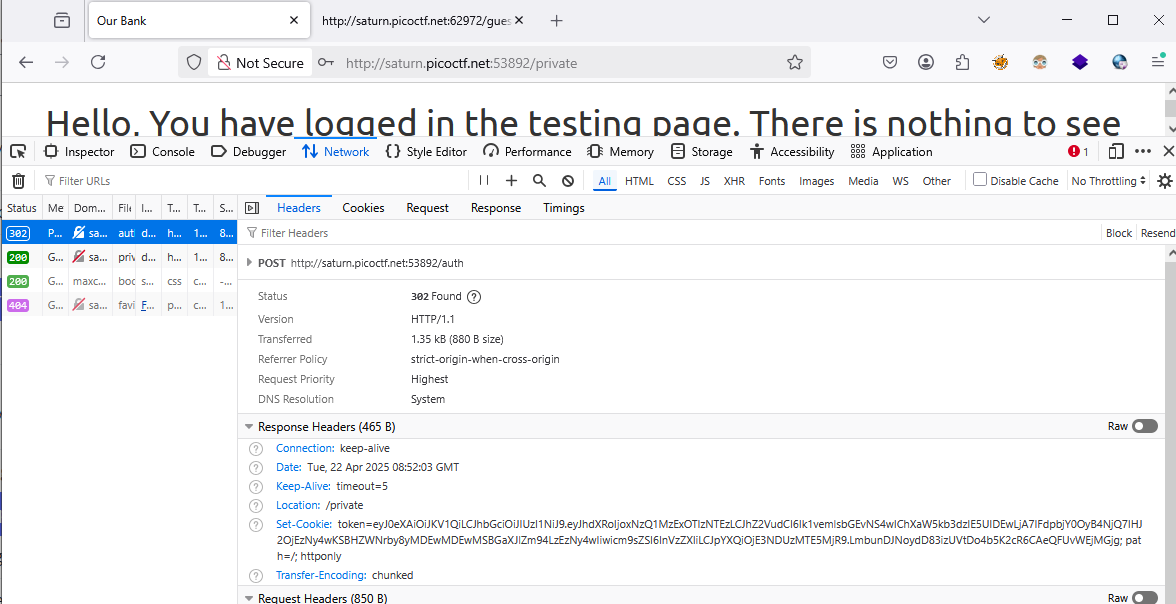 Our Bank
http://saturn.picoctf.net:62972/gues
Not Secure
http://saturn.picoctf.net:53892/private
Hello. You have logged in the testing page. There is nothing to see
Inspector Console Debugger Network Style Editor Performance Memory Storage Accessibility Application 1
Filter URLs
All HTML CSS JS XHR Fonts Images Media WS Other Disable Cache No Throttling
Status Me Dom... File I... T... T... S...
Headers Cookies Request Response Timings
302 P... sa... aut d... h... 1... 8...
Filter Headers Block Resend
200 G... sa... priv d... h... 1... 8...
200 G... maxc... boc s... css c... -...
404 G... sa... favi F... p... c... 1...
POST http://saturn.picoctf.net:53892/auth
Status 302 Found
Version HTTP/1.1
Transferred 1.35 kB (880 B size)
Referrer Policy strict-origin-when-cross-origin
Request Priority Highest
DNS Resolution System
Response Headers (465 B) Raw
Connection: keep-alive
Date: Tue, 22 Apr 2025 08:52:03 GMT
Keep-Alive: timeout=5
Location: /private
Set-Cookie:
pat
h=/; httponly
Transfer-Encoding: chunked
Request Headers (850 B) Raw